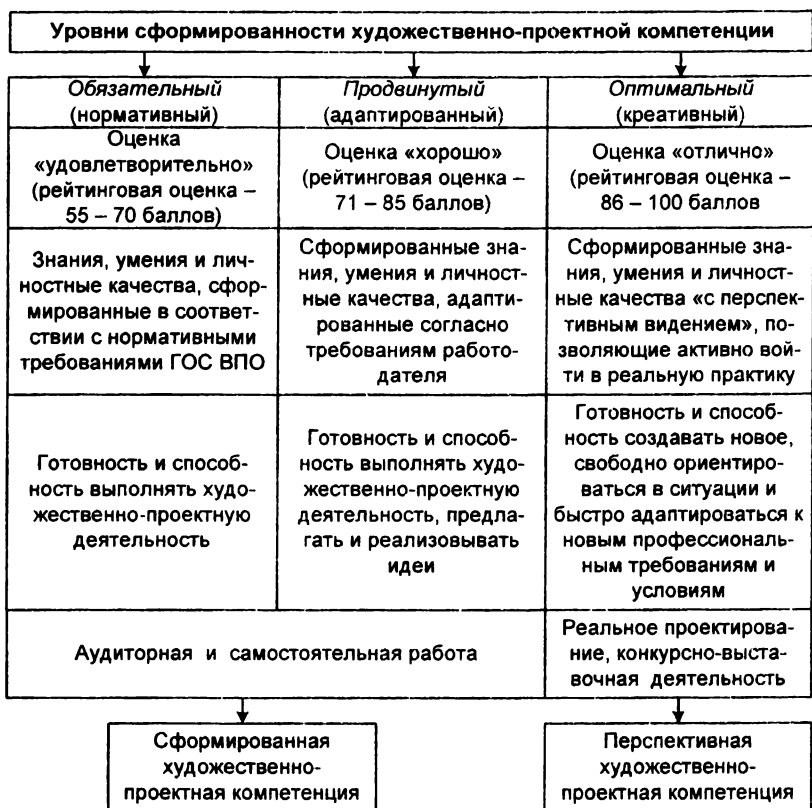 Уровни сформированности художественно-проектной компетенции
Обязательный
(нормативный)
Продвинутый
(адаптированный)
Оптимальный
(креативный)
Оценка
«удовлетворительно»
(рейтинговая оценка –
55 – 70 баллов)
Оценка «хорошо»
(рейтинговая оценка –
71 – 85 баллов)
Оценка «отлично»
(рейтинговая оценка –
86 – 100 баллов
Знания, умения и лич-
ностные качества, сфор-
мированные в соответ-
ствии с нормативными
требованиями ГОС ВПО
Сформированные зна-
ния, умения и личност-
ные качества, адапти-
рованные согласно
требованиям работо-
дателя
Сформированные зна-
ния, умения и личност-
ные качества «с перспек-
тивным видением», по-
зволяющие активно вой-
ти в реальную практику
Готовность и способ-
ность выполнять худо-
жественно-проектную
деятельность
Готовность и способ-
ность выполнять худо-
жественно-проектную
деятельность, предла-
гать и реализовывать
идеи
Готовность и способ-
ность создавать новое,
свободно ориентиро-
ваться в ситуации и
быстро адаптироваться к
новым профессиональ-
ным требованиям и
условиям
Аудиторная и самостоятельная работа
Реальное проектирова-
ние, конкурсно-выста-
вочная деятельность
Сформированная
художественно-
проектная компетенция
Перспективная
художественно-
проектная компетенция